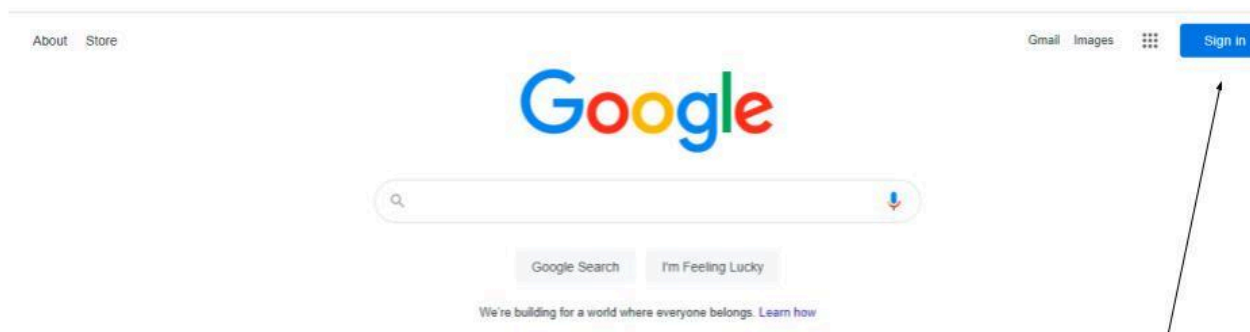 About Store Gmail Images Sign in
Google
Google Search I'm Feeling Lucky
We're building for a world where everyone belongs. Learn how